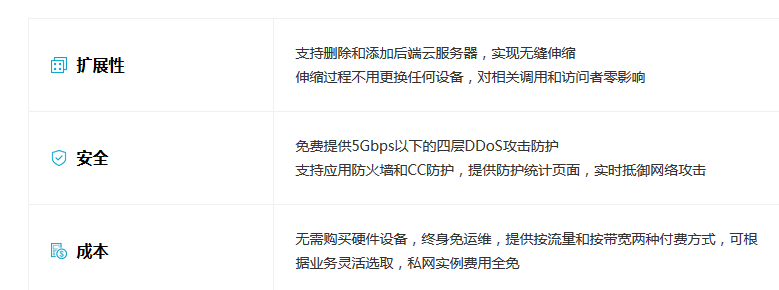 扩展性
支持删除和添加后端云服务器，实现无缝伸缩
伸缩过程不用更换任何设备，对相关调用和访问者零影响
安全
免费提供5Gbps以下的四层DDoS攻击防护
支持应用防火墙和CC防护，提供防护统计页面，实时抵御网络攻击
成本
无需购买硬件设备，终身免运维，提供按流量和按带宽两种付费方式，可根
据业务灵活选取，私网实例费用全免